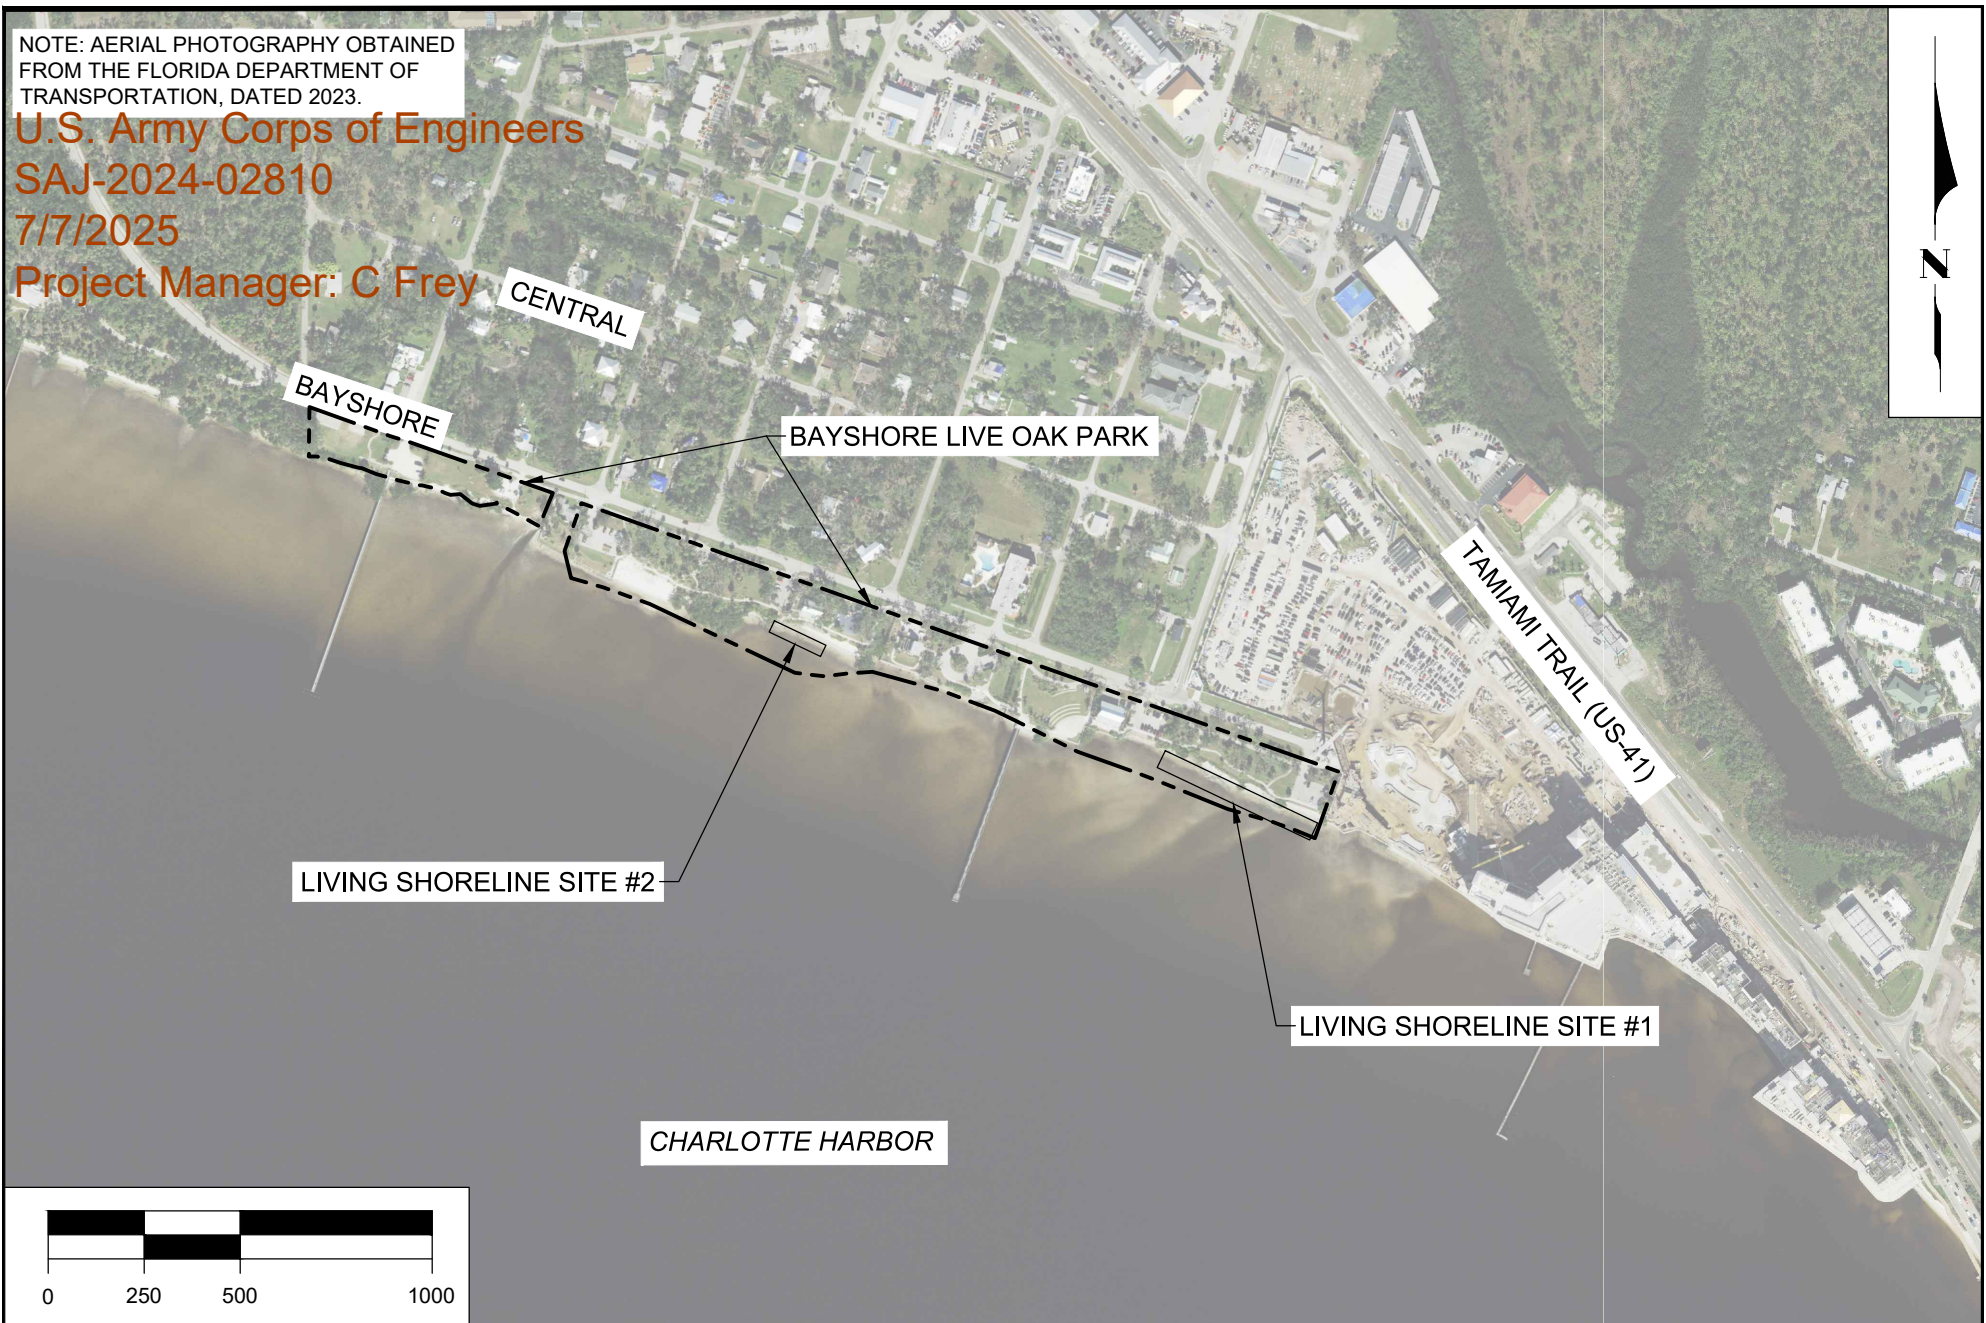 NOTE: AERIAL PHOTOGRAPHY OBTAINED
FROM THE FLORIDA DEPARTMENT OF
TRANSPORTATION, DATED 2023.
U.S. Army Corps of Engineers
SAJ-2024-02810
7/7/2025
Project Manager: C Frey
N
CENTRAL
BAYSHORE
BAYSHORE LIVE OAK PARK
TAMIAMI TRAIL (US-41)
LIVING SHORELINE SITE #2
LIVING SHORELINE SITE #1
CHARLOTTE HARBOR
0 250 500 1000